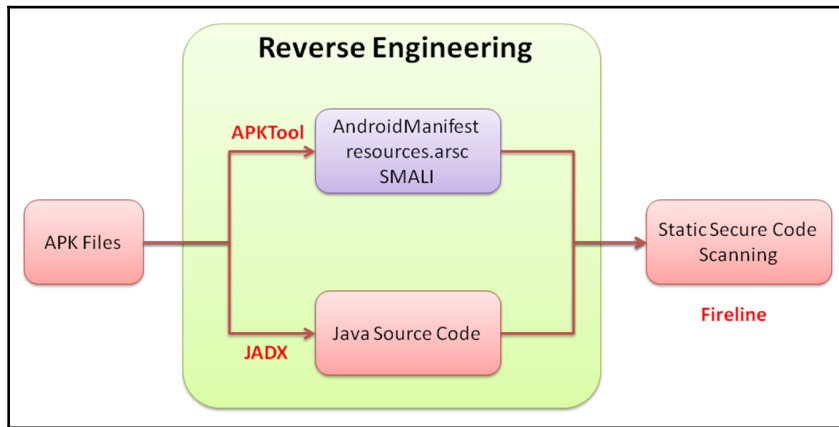 Reverse Engineering
APKTool
AndroidManifest
resources.arsc
SMALI
APK Files
Static Secure Code
Scanning
Fireline
JADX
Java Source Code